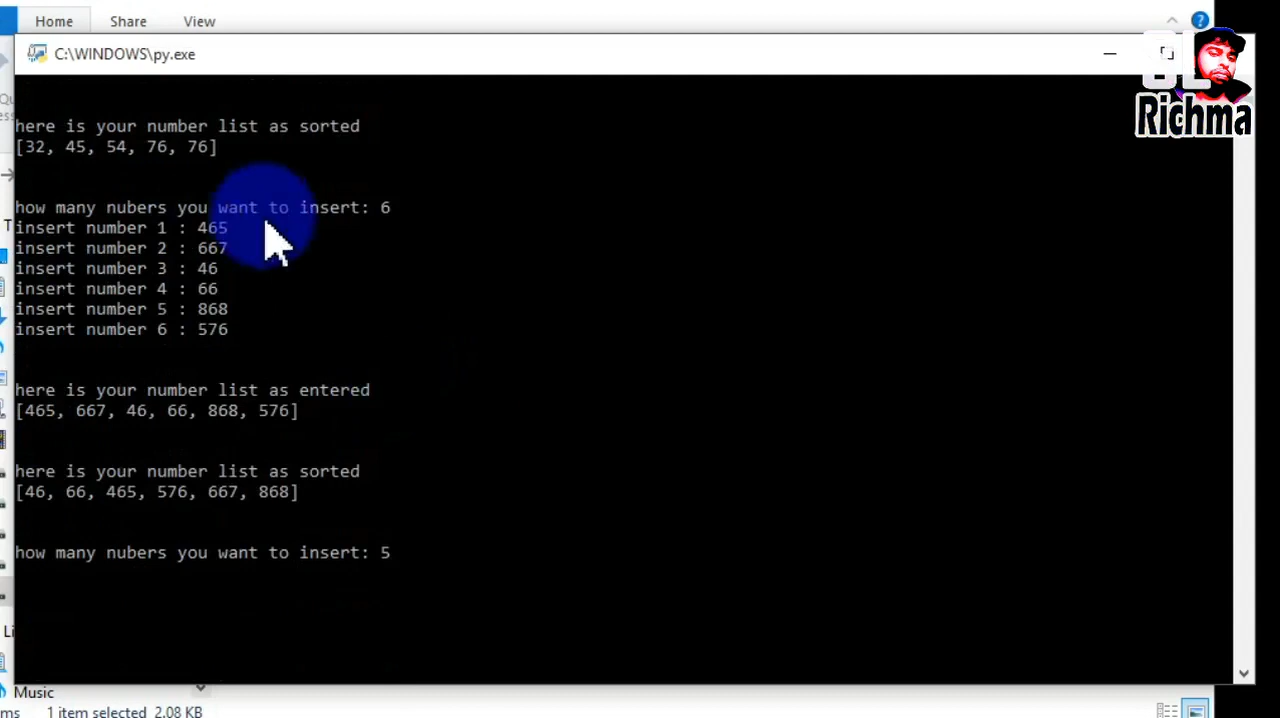 Home Share View
C:\WINDOWS\py.exe
Richma
here is your number list as sorted
[32, 45, 54, 76, 76]
how many nubers you want to insert: 6
insert number 1 : 465
insert number 2 : 667
insert number 3 : 46
insert number 4 : 66
insert number 5 : 868
insert number 6 : 576
here is your number list as entered
[465, 667, 46, 66, 868, 576]
here is your number list as sorted
[46, 66, 465, 576, 667, 868]
how many nubers you want to insert: 5
Music
1 item selected 2.08 KB